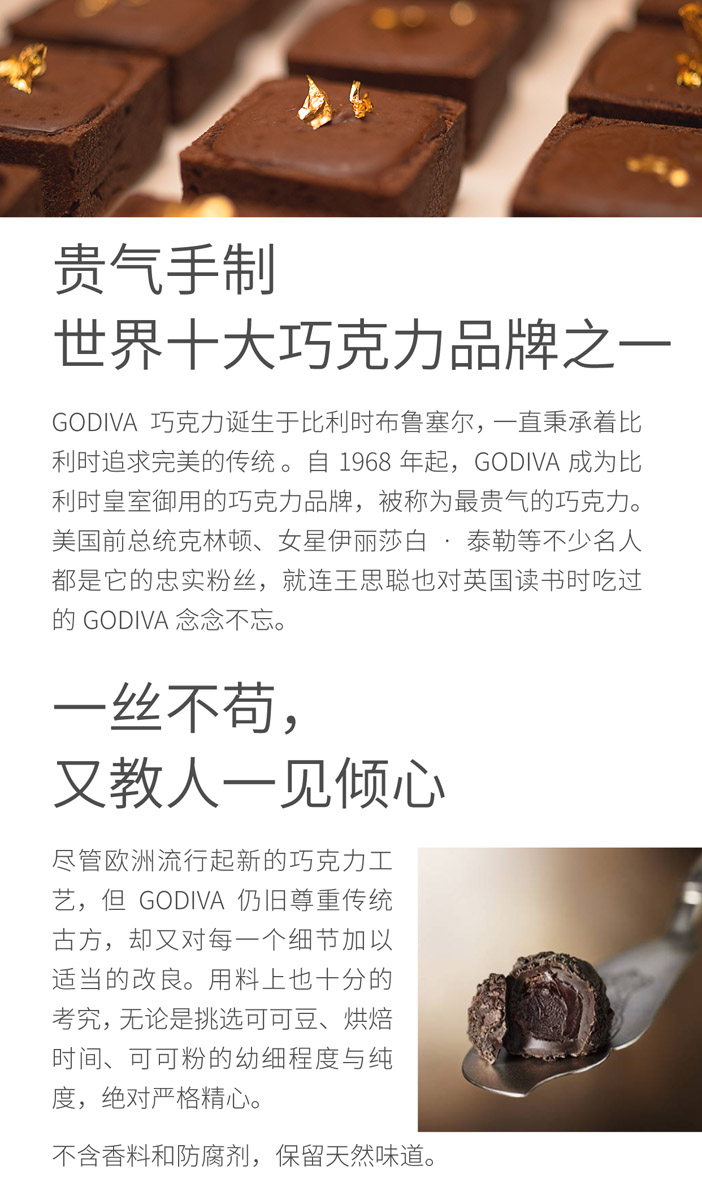 贵气手制
世界十大巧克力品牌之一
GODIVA 巧克力诞生于比利时布鲁塞尔，一直秉承着比
利时追求完美的传统。自 1968 年起，GODIVA 成为比
利时皇室御用的巧克力品牌，被称为最贵气的巧克力。
美国前总统克林顿、女星伊丽莎白 · 泰勒等不少名人
都是它的忠实粉丝，就连王思聪也对英国读书时吃过
的 GODIVA 念念不忘。
一丝不苟，
又教人一见倾心
尽管欧洲流行起新的巧克力工
艺，但 GODIVA 仍旧尊重传统
古方，却又对每一个细节加以
适当的改良。用料上也十分的
考究，无论是挑选可可豆、烘焙
时间、可可粉的幼细程度与纯
度，绝对严格精心。
不含香料和防腐剂，保留天然味道。